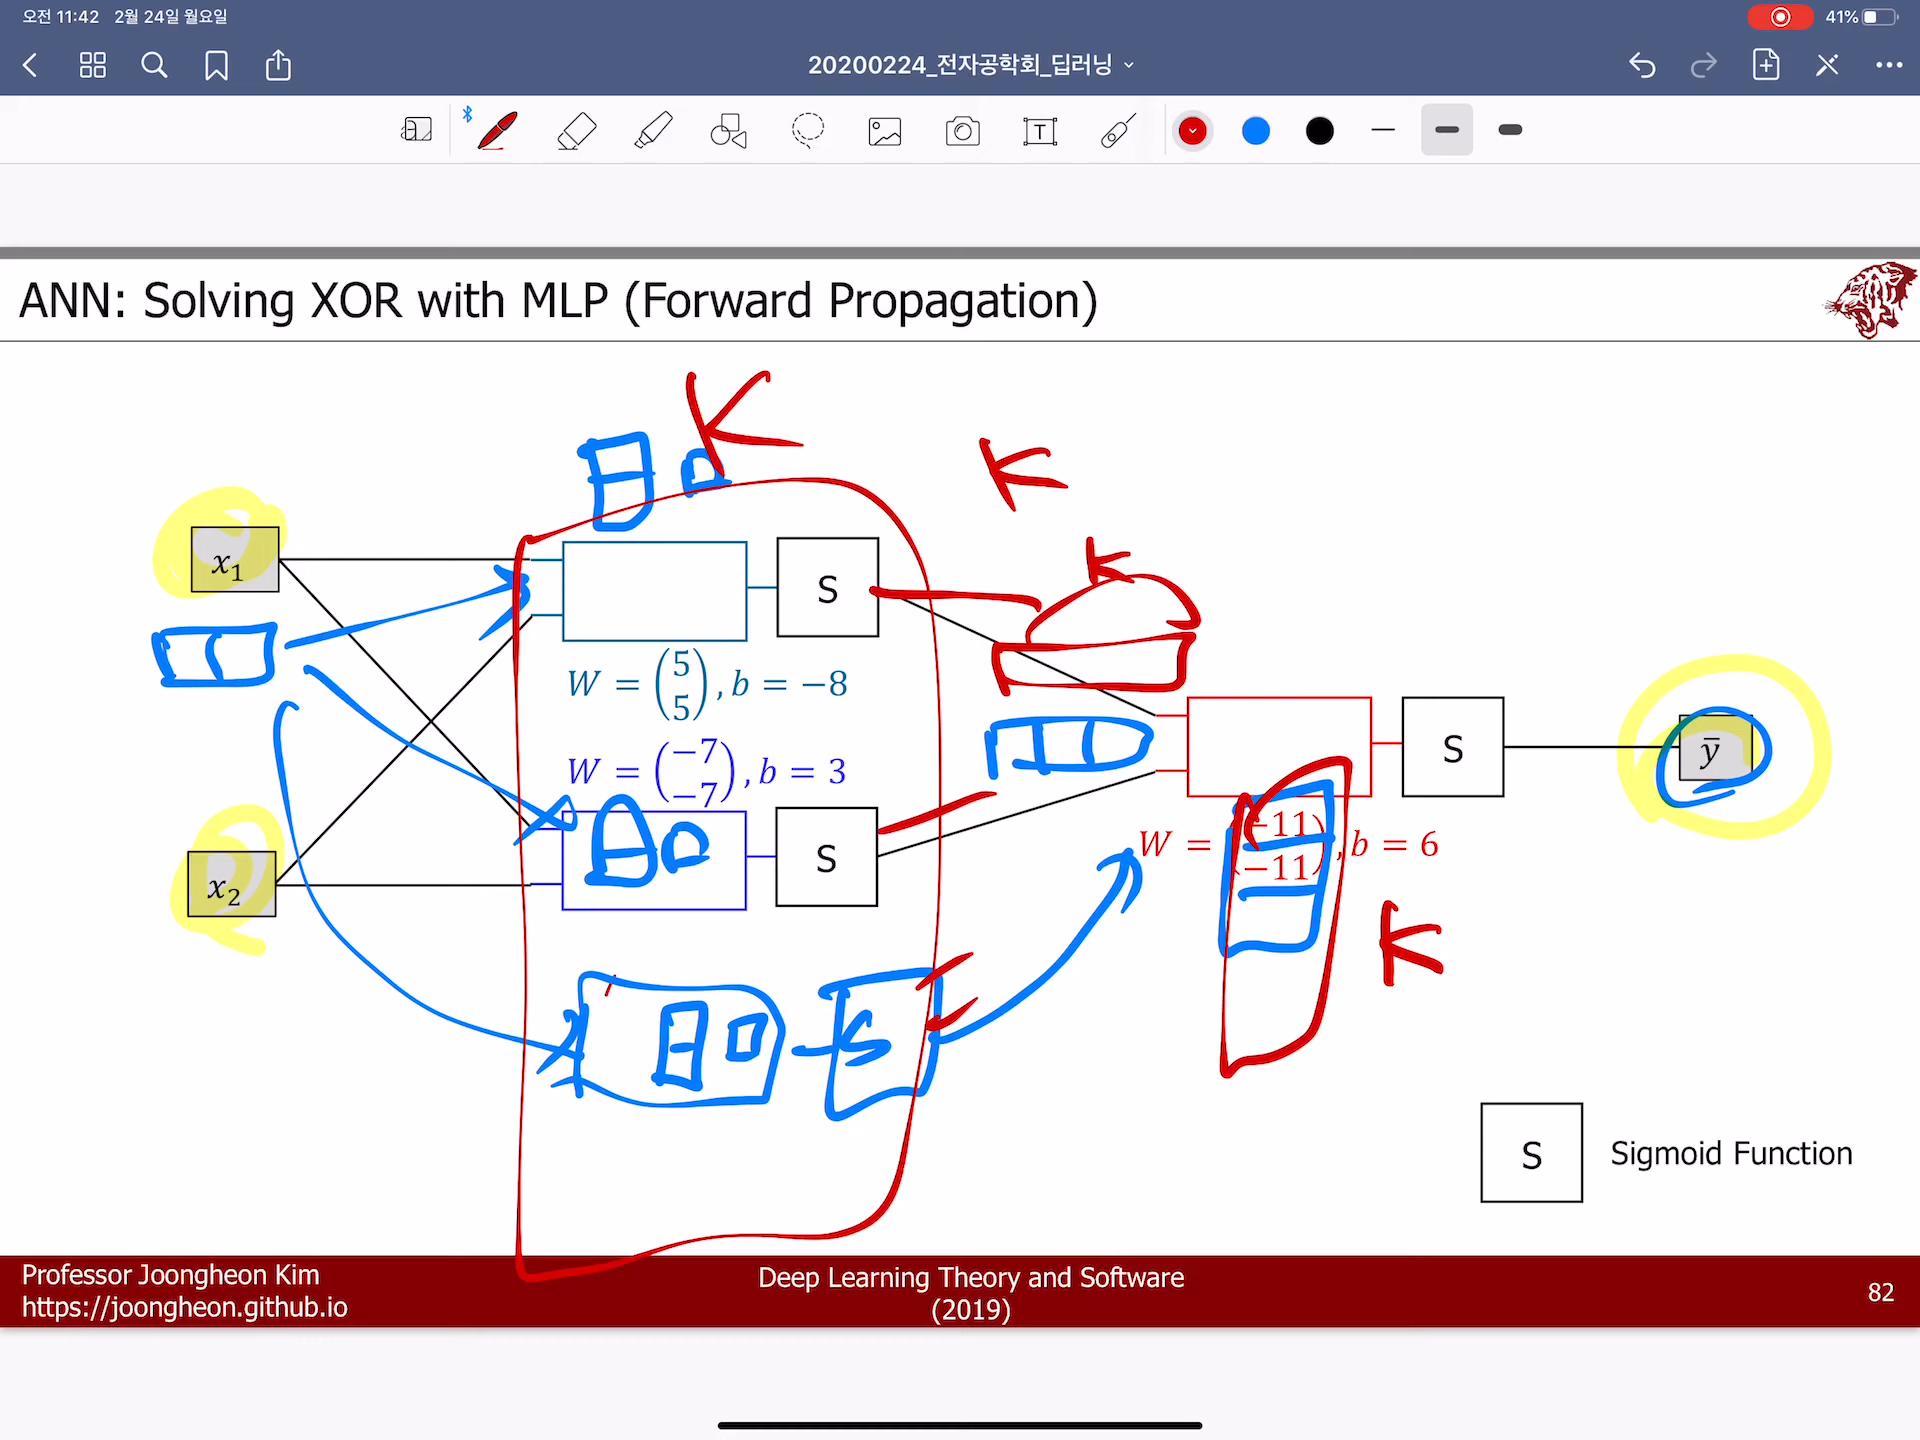 오전 11:42 2월 24일 월요일
41%
20200224_전자공학회_딥러닝
ANN: Solving XOR with MLP (Forward Propagation)
K
K
K
x₁
S
W = (5 5), b = −8
W = (−7 −7), b = 3
S
ȳ
x₂
S
W = (−11 −11), b = 6
K
S
S
Sigmoid Function
Professor Joongheon Kim
https://joongheon.github.io
Deep Learning Theory and Software
(2019)
82